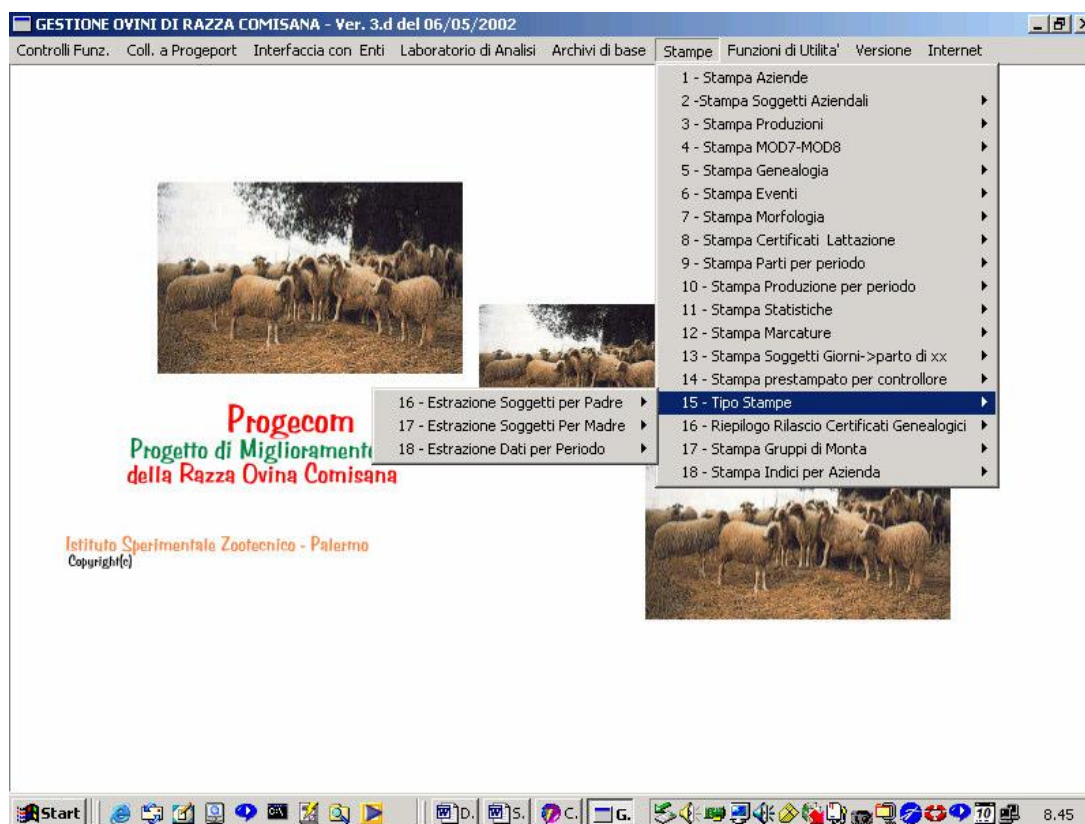 GESTIONE OVINI DI RAZZA COMISANA - Ver. 3.d del 06/05/2002
Controlli Funz. Coll. a Progeport Interfaccia con Enti Laboratorio di Analisi Archivi di base Stampe Funzioni di Utilita' Versione Internet
1 - Stampa Aziende
2 -Stampa Soggetti Aziendali
3 - Stampa Produzioni
4 - Stampa MOD7-MOD8
5 - Stampa Genealogia
6 - Stampa Eventi
7 - Stampa Morfologia
8 - Stampa Certificati Lattazione
9 - Stampa Parti per periodo
10 - Stampa Produzione per periodo
11 - Stampa Statistiche
12 - Stampa Marcature
13 - Stampa Soggetti Giorni->parto di xx
14 - Stampa prestampato per controllore
15 - Tipo Stampe
16 - Riepilogo Rilascio Certificati Genealogici
17 - Stampa Gruppi di Monta
18 - Stampa Indici per Azienda
16 - Estrazione Soggetti per Padre
17 - Estrazione Soggetti Per Madre
18 - Estrazione Dati per Periodo
Progecom
Progetto di Miglioramento
della Razza Ovina Comisana
Istituto Sperimentale Zootecnico - Palermo
Copyright(c)
Start D. S. C. G. 10 8.45